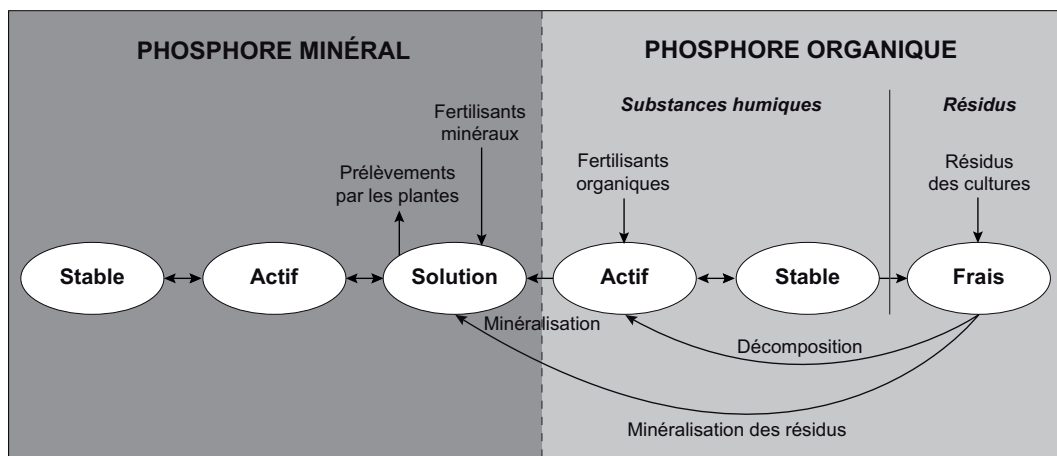 PHOSPHORE MINÉRAL
PHOSPHORE ORGANIQUE
Substances humiques
Résidus
Fertilisants
minéraux
Prélèvements
par les plantes
Fertilisants
organiques
Résidus
des cultures
Stable
Actif
Solution
Actif
Stable
Frais
Minéralisation
Décomposition
Minéralisation des résidus